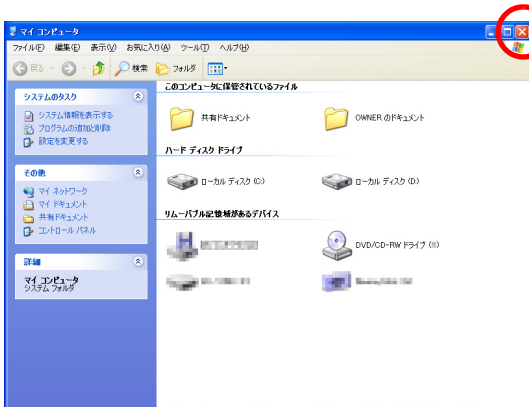 マイ コンピュータ
ファイル(F) 編集(E) 表示(V) お気に入り(A) ツール(T) ヘルプ(H)
戻る 検索 フォルダ
システムのタスク
システム情報を表示する
プログラムの追加と削除
設定を変更する
その他
マイ ネットワーク
マイ ドキュメント
共有ドキュメント
コントロール パネル
詳細
マイ コンピュータ
システム フォルダ
このコンピュータに保管されているファイル
共有ドキュメント OWNER のドキュメント
ハード ディスク ドライブ
ローカル ディスク (C:) ローカル ディスク (D:)
リムーバブル記憶域があるデバイス
DVD/CD-RW ドライブ (H:)